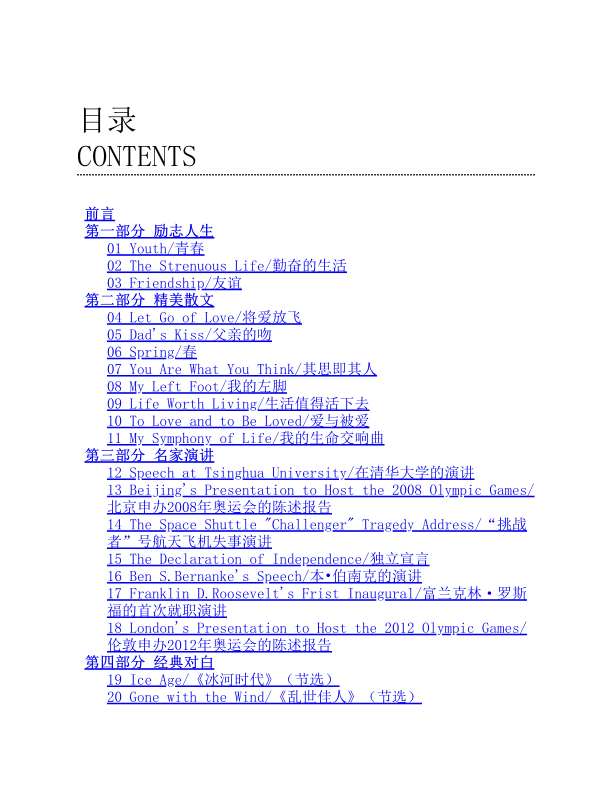 目录
CONTENTS
前言
第一部分 励志人生
01 Youth/青春
02 The Strenuous Life/勤奋的生活
03 Friendship/友谊
第二部分 精美散文
04 Let Go of Love/将爱放飞
05 Dad's Kiss/父亲的吻
06 Spring/春
07 You Are What You Think/其思即其人
08 My Left Foot/我的左脚
09 Life Worth Living/生活值得活下去
10 To Love and to Be Loved/爱与被爱
11 My Symphony of Life/我的生命交响曲
第三部分 名家演讲
12 Speech at Tsinghua University/在清华大学的演讲
13 Beijing's Presentation to Host the 2008 Olympic Games/
北京申办2008年奥运会的陈述报告
14 The Space Shuttle "Challenger" Tragedy Address/“挑战
者”号航天飞机失事演讲
15 The Declaration of Independence/独立宣言
16 Ben S.Bernanke's Speech/本•伯南克的演讲
17 Franklin D.Roosevelt's Frist Inaugural/富兰克林·罗斯
福的首次就职演讲
18 London's Presentation to Host the 2012 Olympic Games/
伦敦申办2012年奥运会的陈述报告
第四部分 经典对白
19 Ice Age/《冰河时代》（节选）
20 Gone with the Wind/《乱世佳人》（节选）